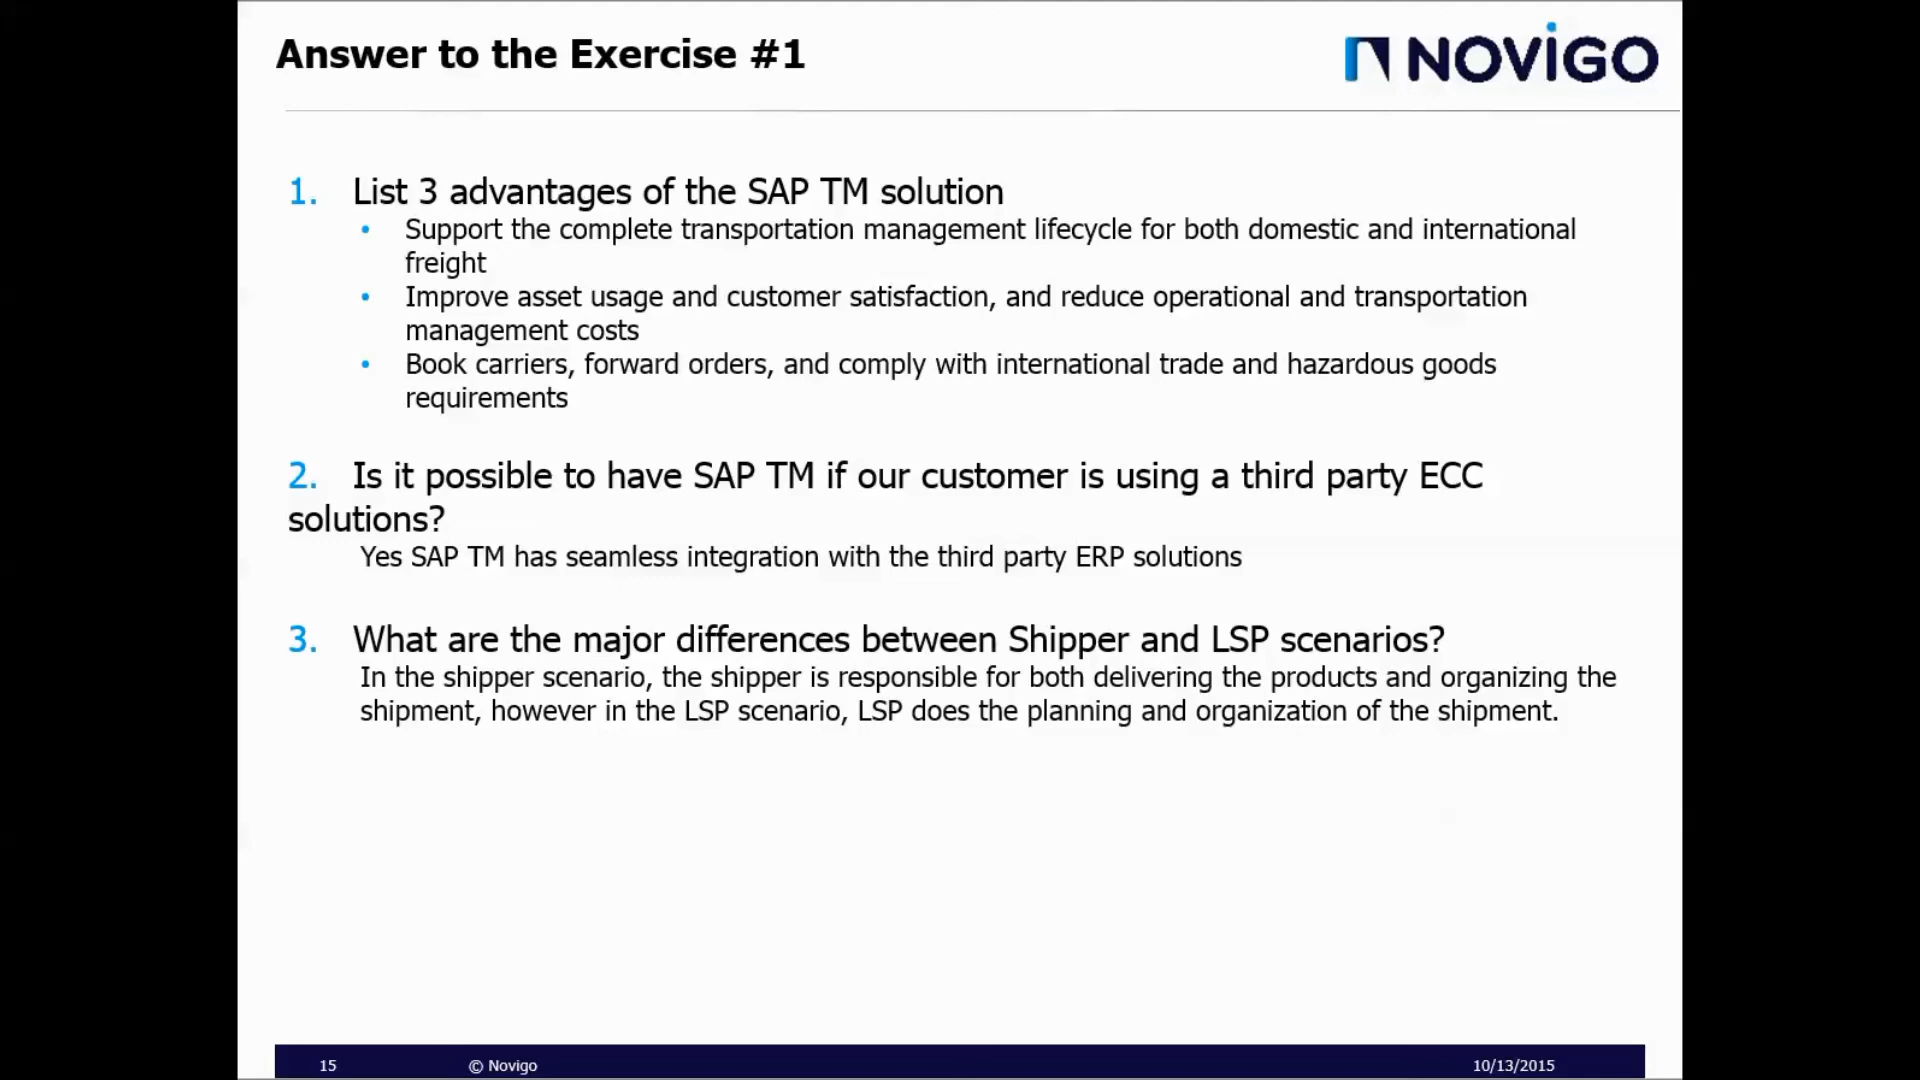 Answer to the Exercise #1
NOVIGO
1. List 3 advantages of the SAP TM solution
• Support the complete transportation management lifecycle for both domestic and international
freight
• Improve asset usage and customer satisfaction, and reduce operational and transportation
management costs
• Book carriers, forward orders, and comply with international trade and hazardous goods
requirements
2. Is it possible to have SAP TM if our customer is using a third party ECC
solutions?
Yes SAP TM has seamless integration with the third party ERP solutions
3. What are the major differences between Shipper and LSP scenarios?
In the shipper scenario, the shipper is responsible for both delivering the products and organizing the
shipment, however in the LSP scenario, LSP does the planning and organization of the shipment.
15 © Novigo 10/13/2015